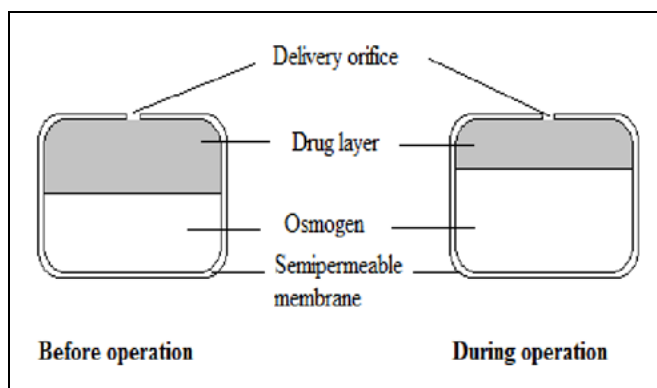 Delivery orifice
Drug layer
Osmogen
Semipermeable
membrane
Before operation
During operation